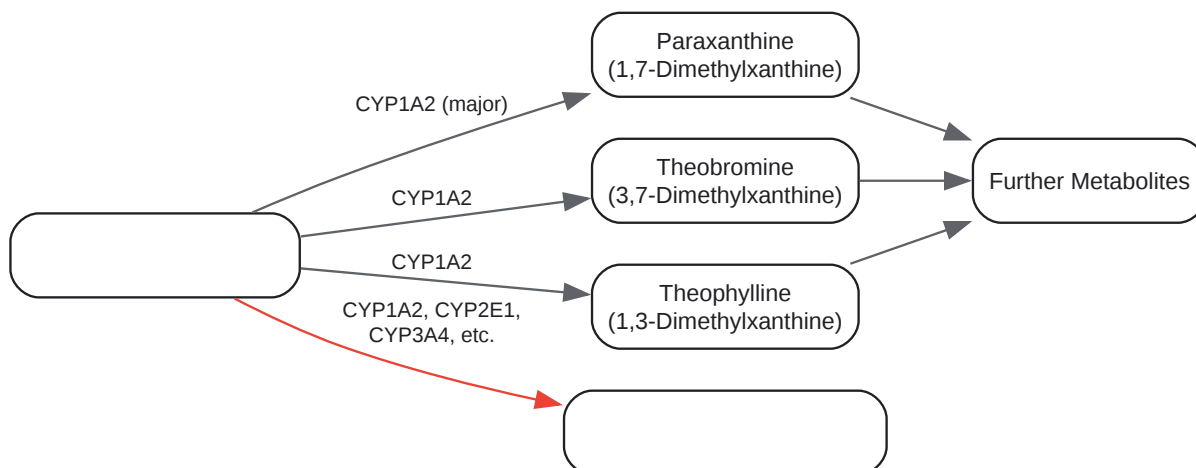 Paraxanthine
(1,7-Dimethylxanthine)
CYP1A2 (major)
Theobromine
(3,7-Dimethylxanthine)
Further Metabolites
CYP1A2
CYP1A2
Theophylline
(1,3-Dimethylxanthine)
CYP1A2, CYP2E1,
CYP3A4, etc.